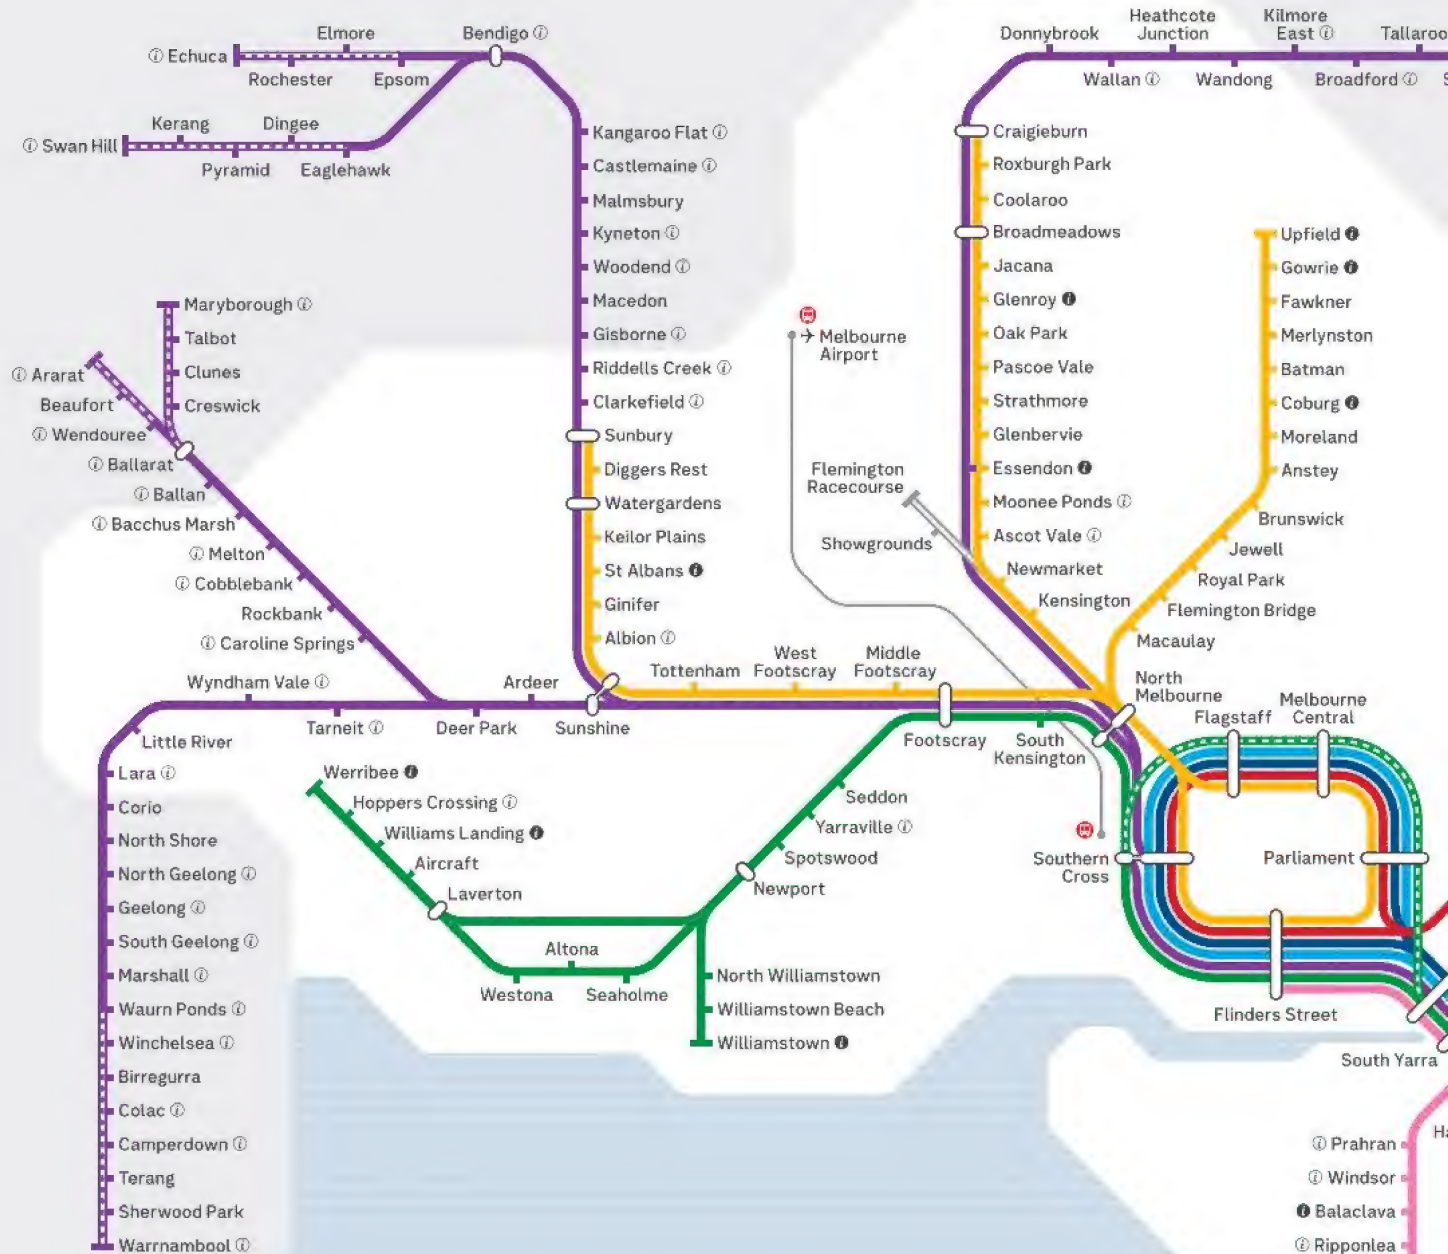 Echuca
Elmore
Rochester
Epsom
Bendigo
Swan Hill
Kerang
Dingee
Pyramid
Eaglehawk
Kangaroo Flat
Castlemaine
Malmsbury
Kyneton
Woodend
Macedon
Gisborne
Riddells Creek
Clarkefield
Sunbury
Diggers Rest
Watergardens
Keilor Plains
St Albans
Ginifer
Albion
Maryborough
Talbot
Clunes
Creswick
Ararat
Beaufort
Wendouree
Ballarat
Ballan
Bacchus Marsh
Melton
Cobblebank
Rockbank
Caroline Springs
Wyndham Vale
Ardeer
Little River
Tarneit
Deer Park
Sunshine
Lara
Corio
North Shore
North Geelong
Geelong
South Geelong
Marshall
Waurn Ponds
Winchelsea
Birregurra
Colac
Camperdown
Terang
Sherwood Park
Warrnambool
Donnybrook
Heathcote
Junction
Kilmore
East
Tallaroo
Wallan
Wandong
Broadford
Craigieburn
Roxburgh Park
Coolaroo
Broadmeadows
Jacana
Glenroy
Oak Park
Pascoe Vale
Strathmore
Glenbervie
Essendon
Moonee Ponds
Ascot Vale
Newmarket
Kensington
Upfield
Gowrie
Fawkner
Merlynston
Batman
Coburg
Moreland
Anstey
Brunswick
Jewell
Royal Park
Flemington Bridge
Macaulay
Melbourne
Airport
Flemington
Racecourse
Showgrounds
Tottenham
West
Footscray
Middle
Footscray
North
Melbourne
Flagstaff
Melbourne
Central
Footscray
South
Kensington
Werribee
Hoppers Crossing
Williams Landing
Aircraft
Laverton
Seddon
Yarraville
Spotswood
Newport
Altona
Westona
Seaholme
North Williamstown
Williamstown Beach
Williamstown
Southern
Cross
Parliament
Flinders Street
South Yarra
Ha
Prahran
Windsor
Balaclava
Ripponlea